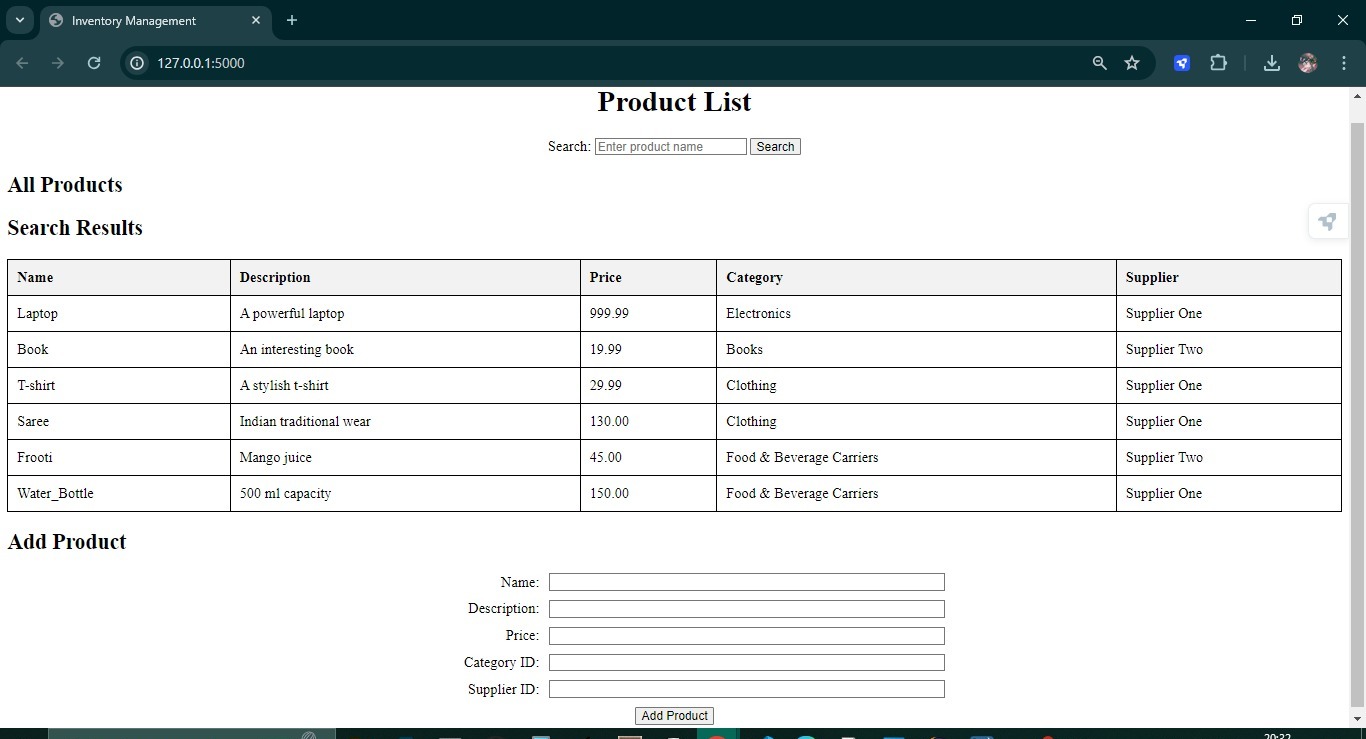 Inventory Management
127.0.0.1:5000
Product List
Search: Enter product name Search
All Products
Search Results
Name Description Price Category Supplier
Laptop A powerful laptop 999.99 Electronics Supplier One
Book An interesting book 19.99 Books Supplier Two
T-shirt A stylish t-shirt 29.99 Clothing Supplier One
Saree Indian traditional wear 130.00 Clothing Supplier One
Frooti Mango juice 45.00 Food & Beverage Carriers Supplier Two
Water_Bottle 500 ml capacity 150.00 Food & Beverage Carriers Supplier One
Add Product
Name:
Description:
Price:
Category ID:
Supplier ID:
Add Product